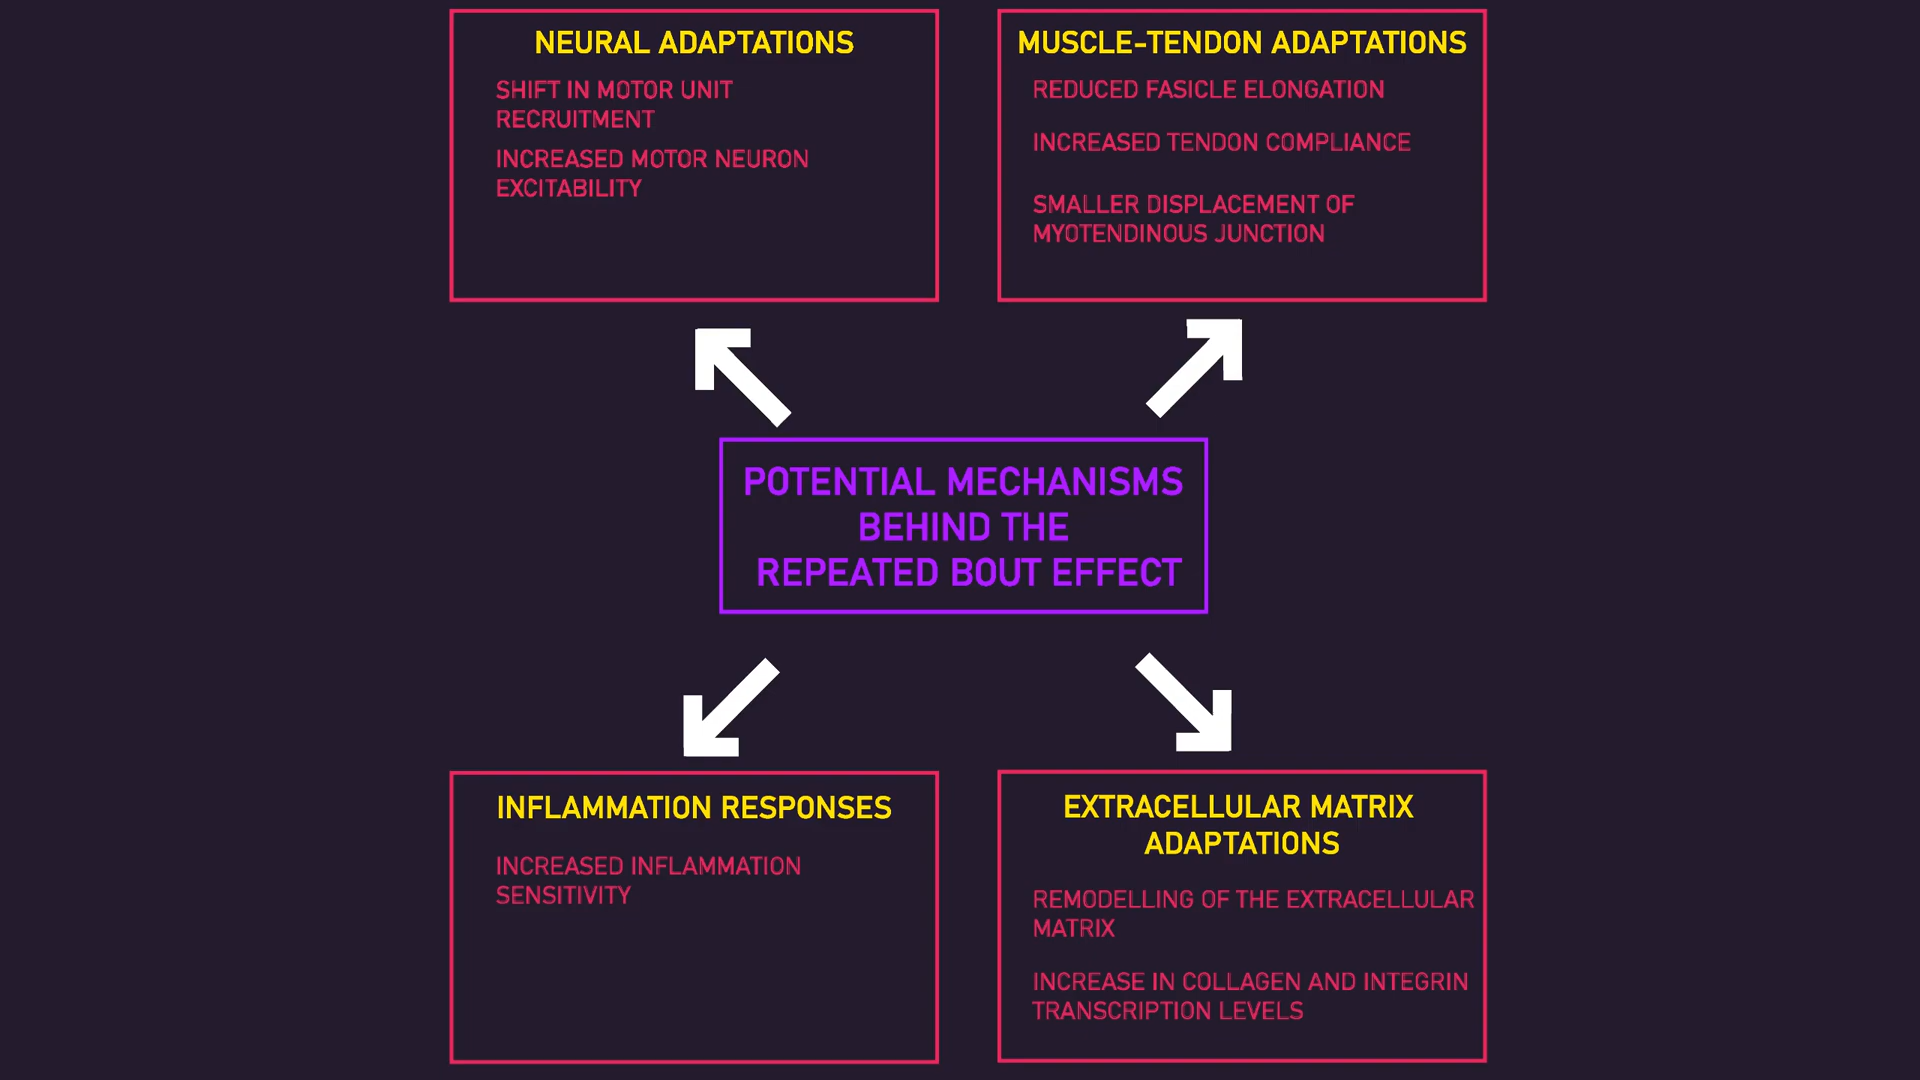 NEURAL ADAPTATIONS
SHIFT IN MOTOR UNIT
RECRUITMENT
INCREASED MOTOR NEURON
EXCITABILITY
MUSCLE-TENDON ADAPTATIONS
REDUCED FASICLE ELONGATION
INCREASED TENDON COMPLIANCE
SMALLER DISPLACEMENT OF
MYOTENDINOUS JUNCTION
POTENTIAL MECHANISMS
BEHIND THE
REPEATED BOUT EFFECT
INFLAMMATION RESPONSES
INCREASED INFLAMMATION
SENSITIVITY
EXTRACELLULAR MATRIX
ADAPTATIONS
REMODELLING OF THE EXTRACELLULAR
MATRIX
INCREASE IN COLLAGEN AND INTEGRIN
TRANSCRIPTION LEVELS